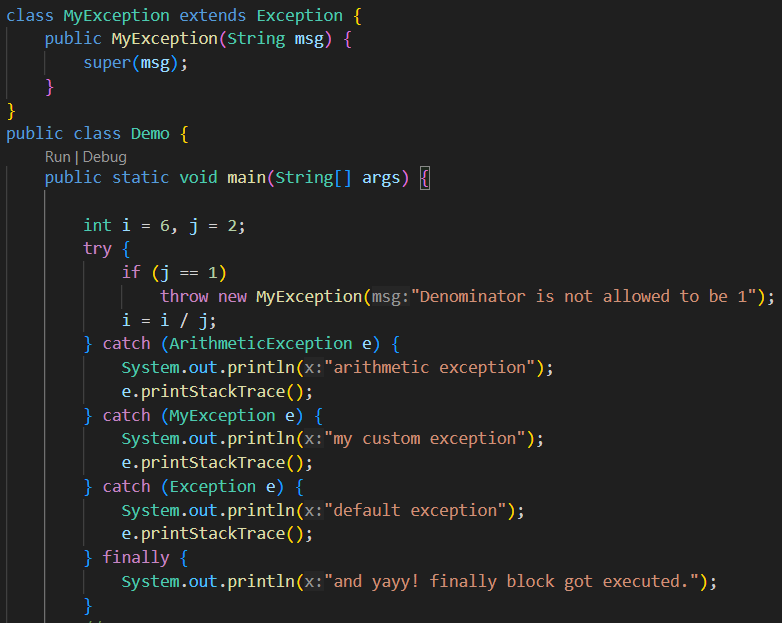 class MyException extends Exception {
public MyException(String msg) {
super(msg);
}
}
public class Demo {
Run | Debug
public static void main(String[] args) {
int i = 6, j = 2;
try {
if (j == 1)
throw new MyException(msg:"Denominator is not allowed to be 1");
i = i / j;
} catch (ArithmeticException e) {
System.out.println(x:"arithmetic exception");
e.printStackTrace();
} catch (MyException e) {
System.out.println(x:"my custom exception");
e.printStackTrace();
} catch (Exception e) {
System.out.println(x:"default exception");
e.printStackTrace();
} finally {
System.out.println(x:"and yayy! finally block got executed.");
}